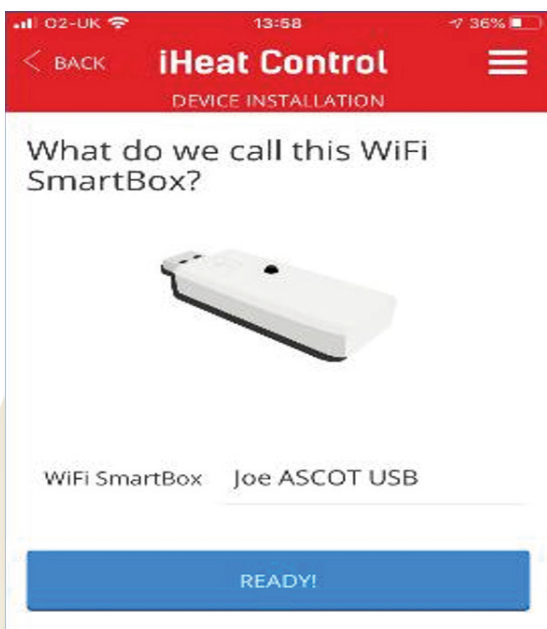 O2-UK 13:58 36%
< BACK iHeat Control
DEVICE INSTALLATION
What do we call this WiFi
SmartBox?
WiFi SmartBox Joe ASCOT USB
READY!